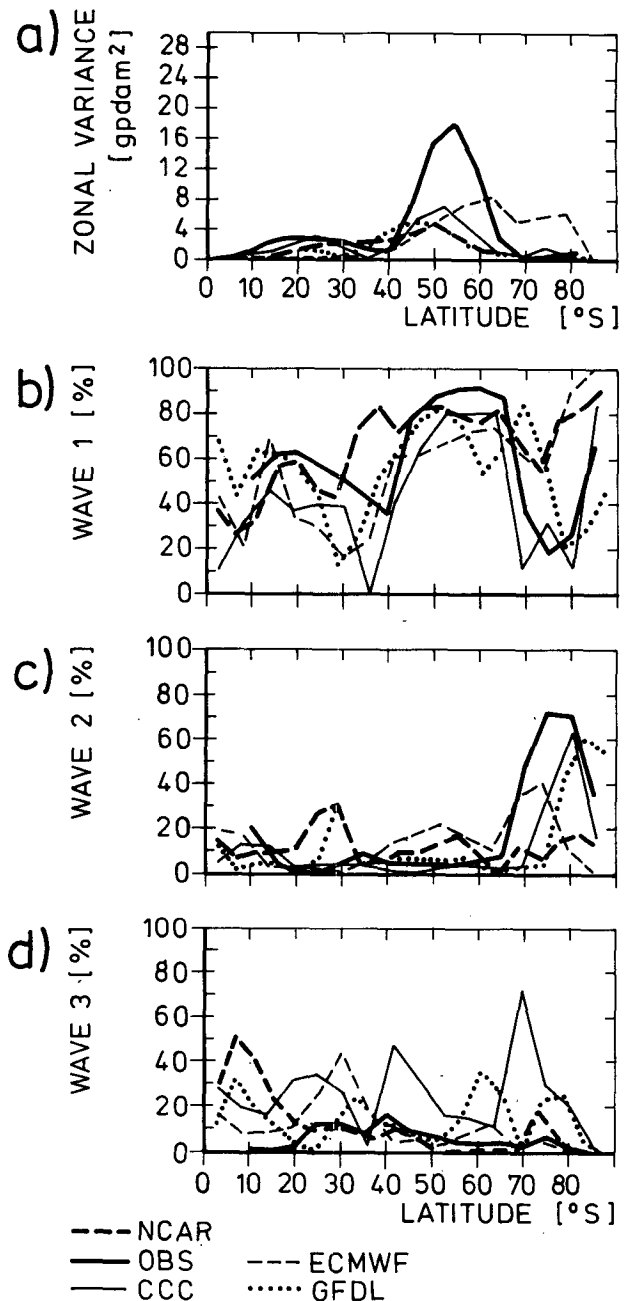 a)
ZONAL VARIANCE
[gpdam²]
28
24
20
16
12
8
4
0
0 10 20 30 40 50 60 70 80
LATITUDE [°S]
b)
WAVE 1 [%]
100
80
60
40
20
0
c)
WAVE 2 [%]
100
80
60
40
20
0
d)
WAVE 3 [%]
100
80
60
40
20
0
0 10 20 30 40 50 60 70 80
LATITUDE [°S]
NCAR
OBS
ECMWF
CCC
GFDL